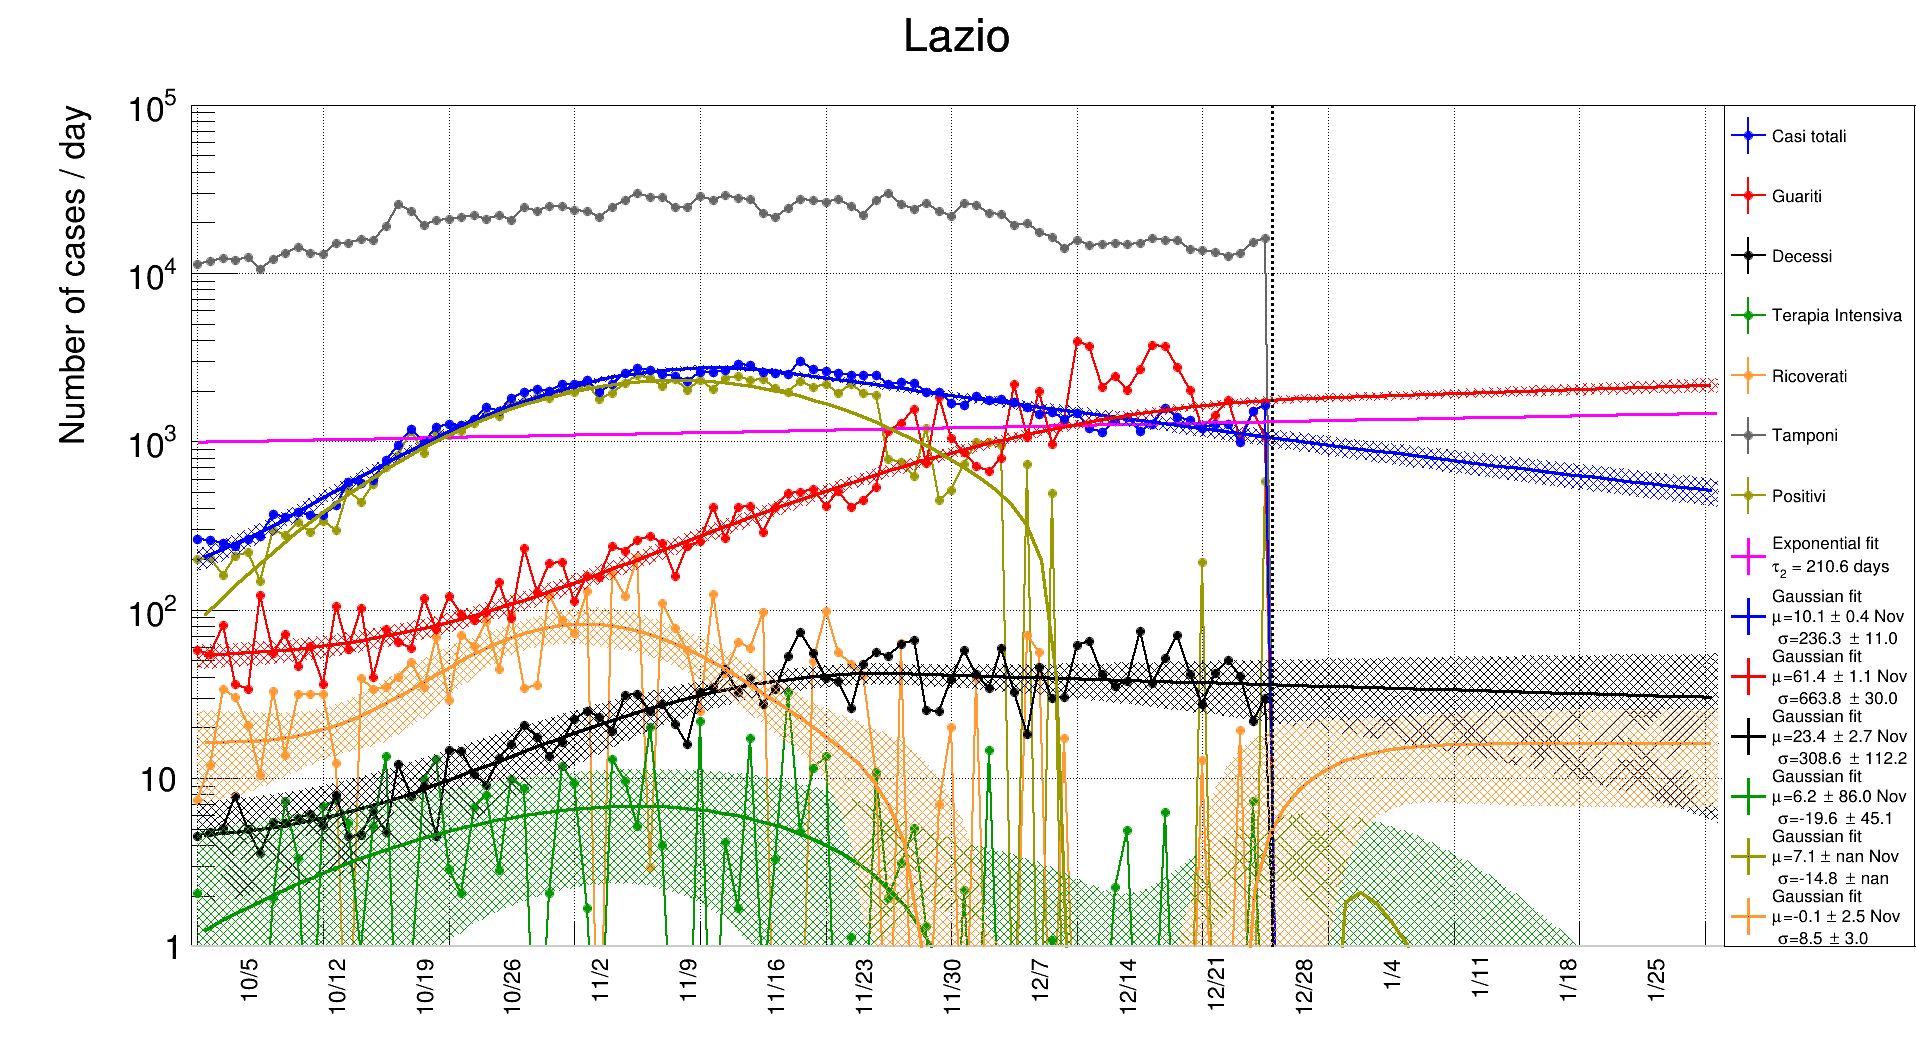 Lazio
Number of cases / day
10^5
10^4
10^3
10^2
10
1
10/5
10/12
10/19
10/26
11/2
11/9
11/16
11/23
11/30
12/7
12/14
12/21
12/28
1/4
1/11
1/18
1/25
Casi totali
Guariti
Decessi
Terapia Intensiva
Ricoverati
Tamponi
Positivi
Exponential fit
τ₂ = 210.6 days
Gaussian fit
μ=10.1 ± 0.4 Nov
σ=236.3 ± 11.0
Gaussian fit
μ=61.4 ± 1.1 Nov
σ=663.8 ± 30.0
Gaussian fit
μ=23.4 ± 2.7 Nov
σ=308.6 ± 112.2
Gaussian fit
μ=6.2 ± 86.0 Nov
σ=-19.6 ± 45.1
Gaussian fit
μ=7.1 ± nan Nov
σ=-14.8 ± nan
Gaussian fit
μ=-0.1 ± 2.5 Nov
σ=8.5 ± 3.0